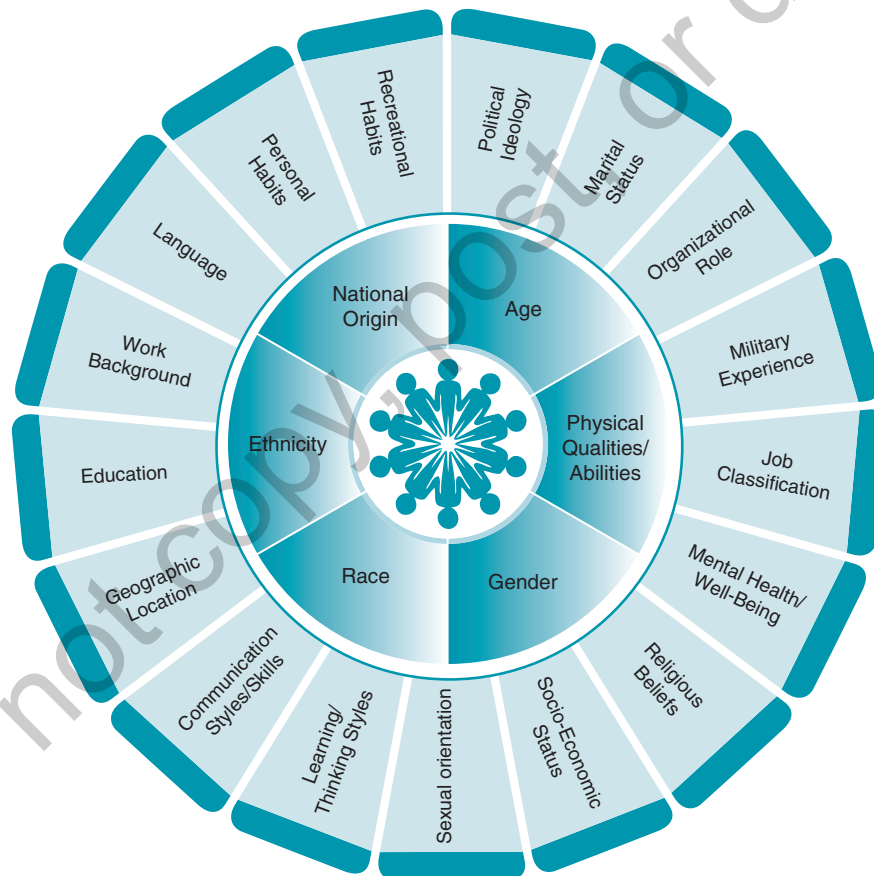 Recreational
Habits
Political
Ideology
Marital
Status
Organizational
Role
Military
Experience
Job
Classification
Mental Health/
Well-Being
Religious
Beliefs
Socio-Economic
Status
Sexual orientation
Learning/
Thinking Styles
Communication
Styles/Skills
Geographic
Location
Education
Work
Background
Language
Personal
Habits
National
Origin
Age
Physical
Qualities/
Abilities
Gender
Race
Ethnicity
not copy, post, or